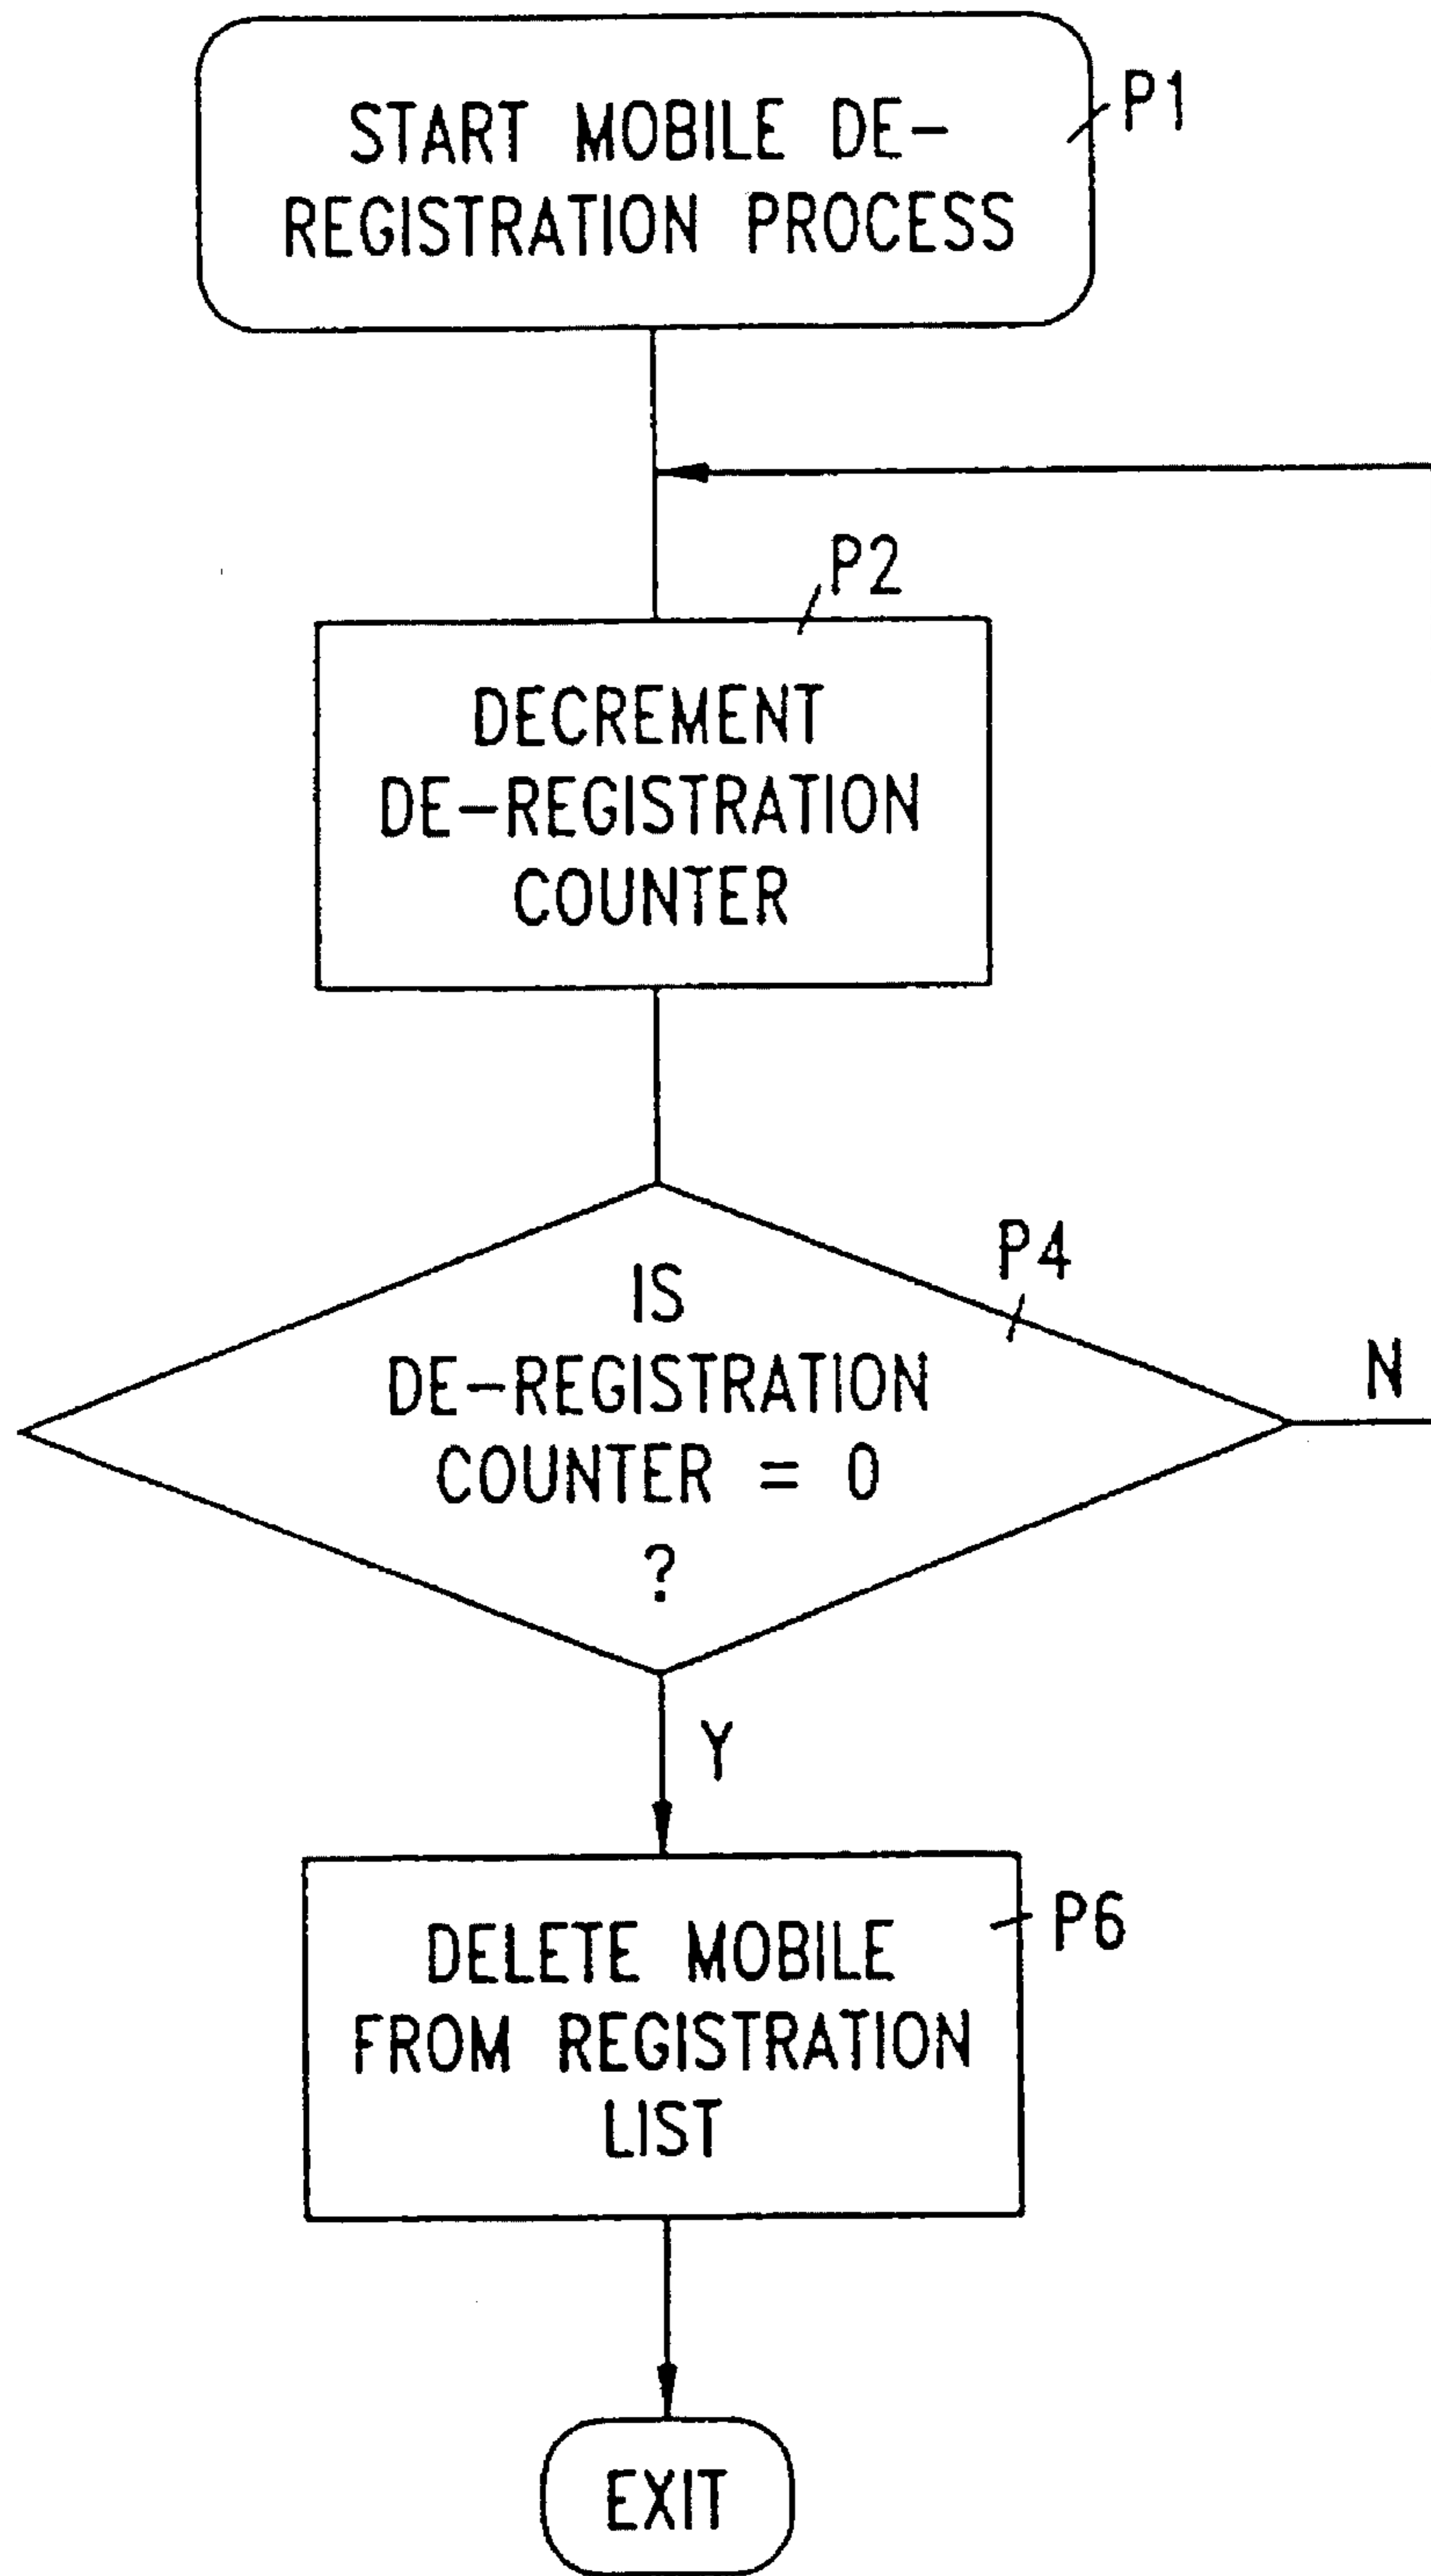 START MOBILE DE-
REGISTRATION PROCESS
P1
P2
DECREMENT
DE-REGISTRATION
COUNTER
P4
IS
DE-REGISTRATION
COUNTER = 0
?
N
Y
P6
DELETE MOBILE
FROM REGISTRATION
LIST
EXIT